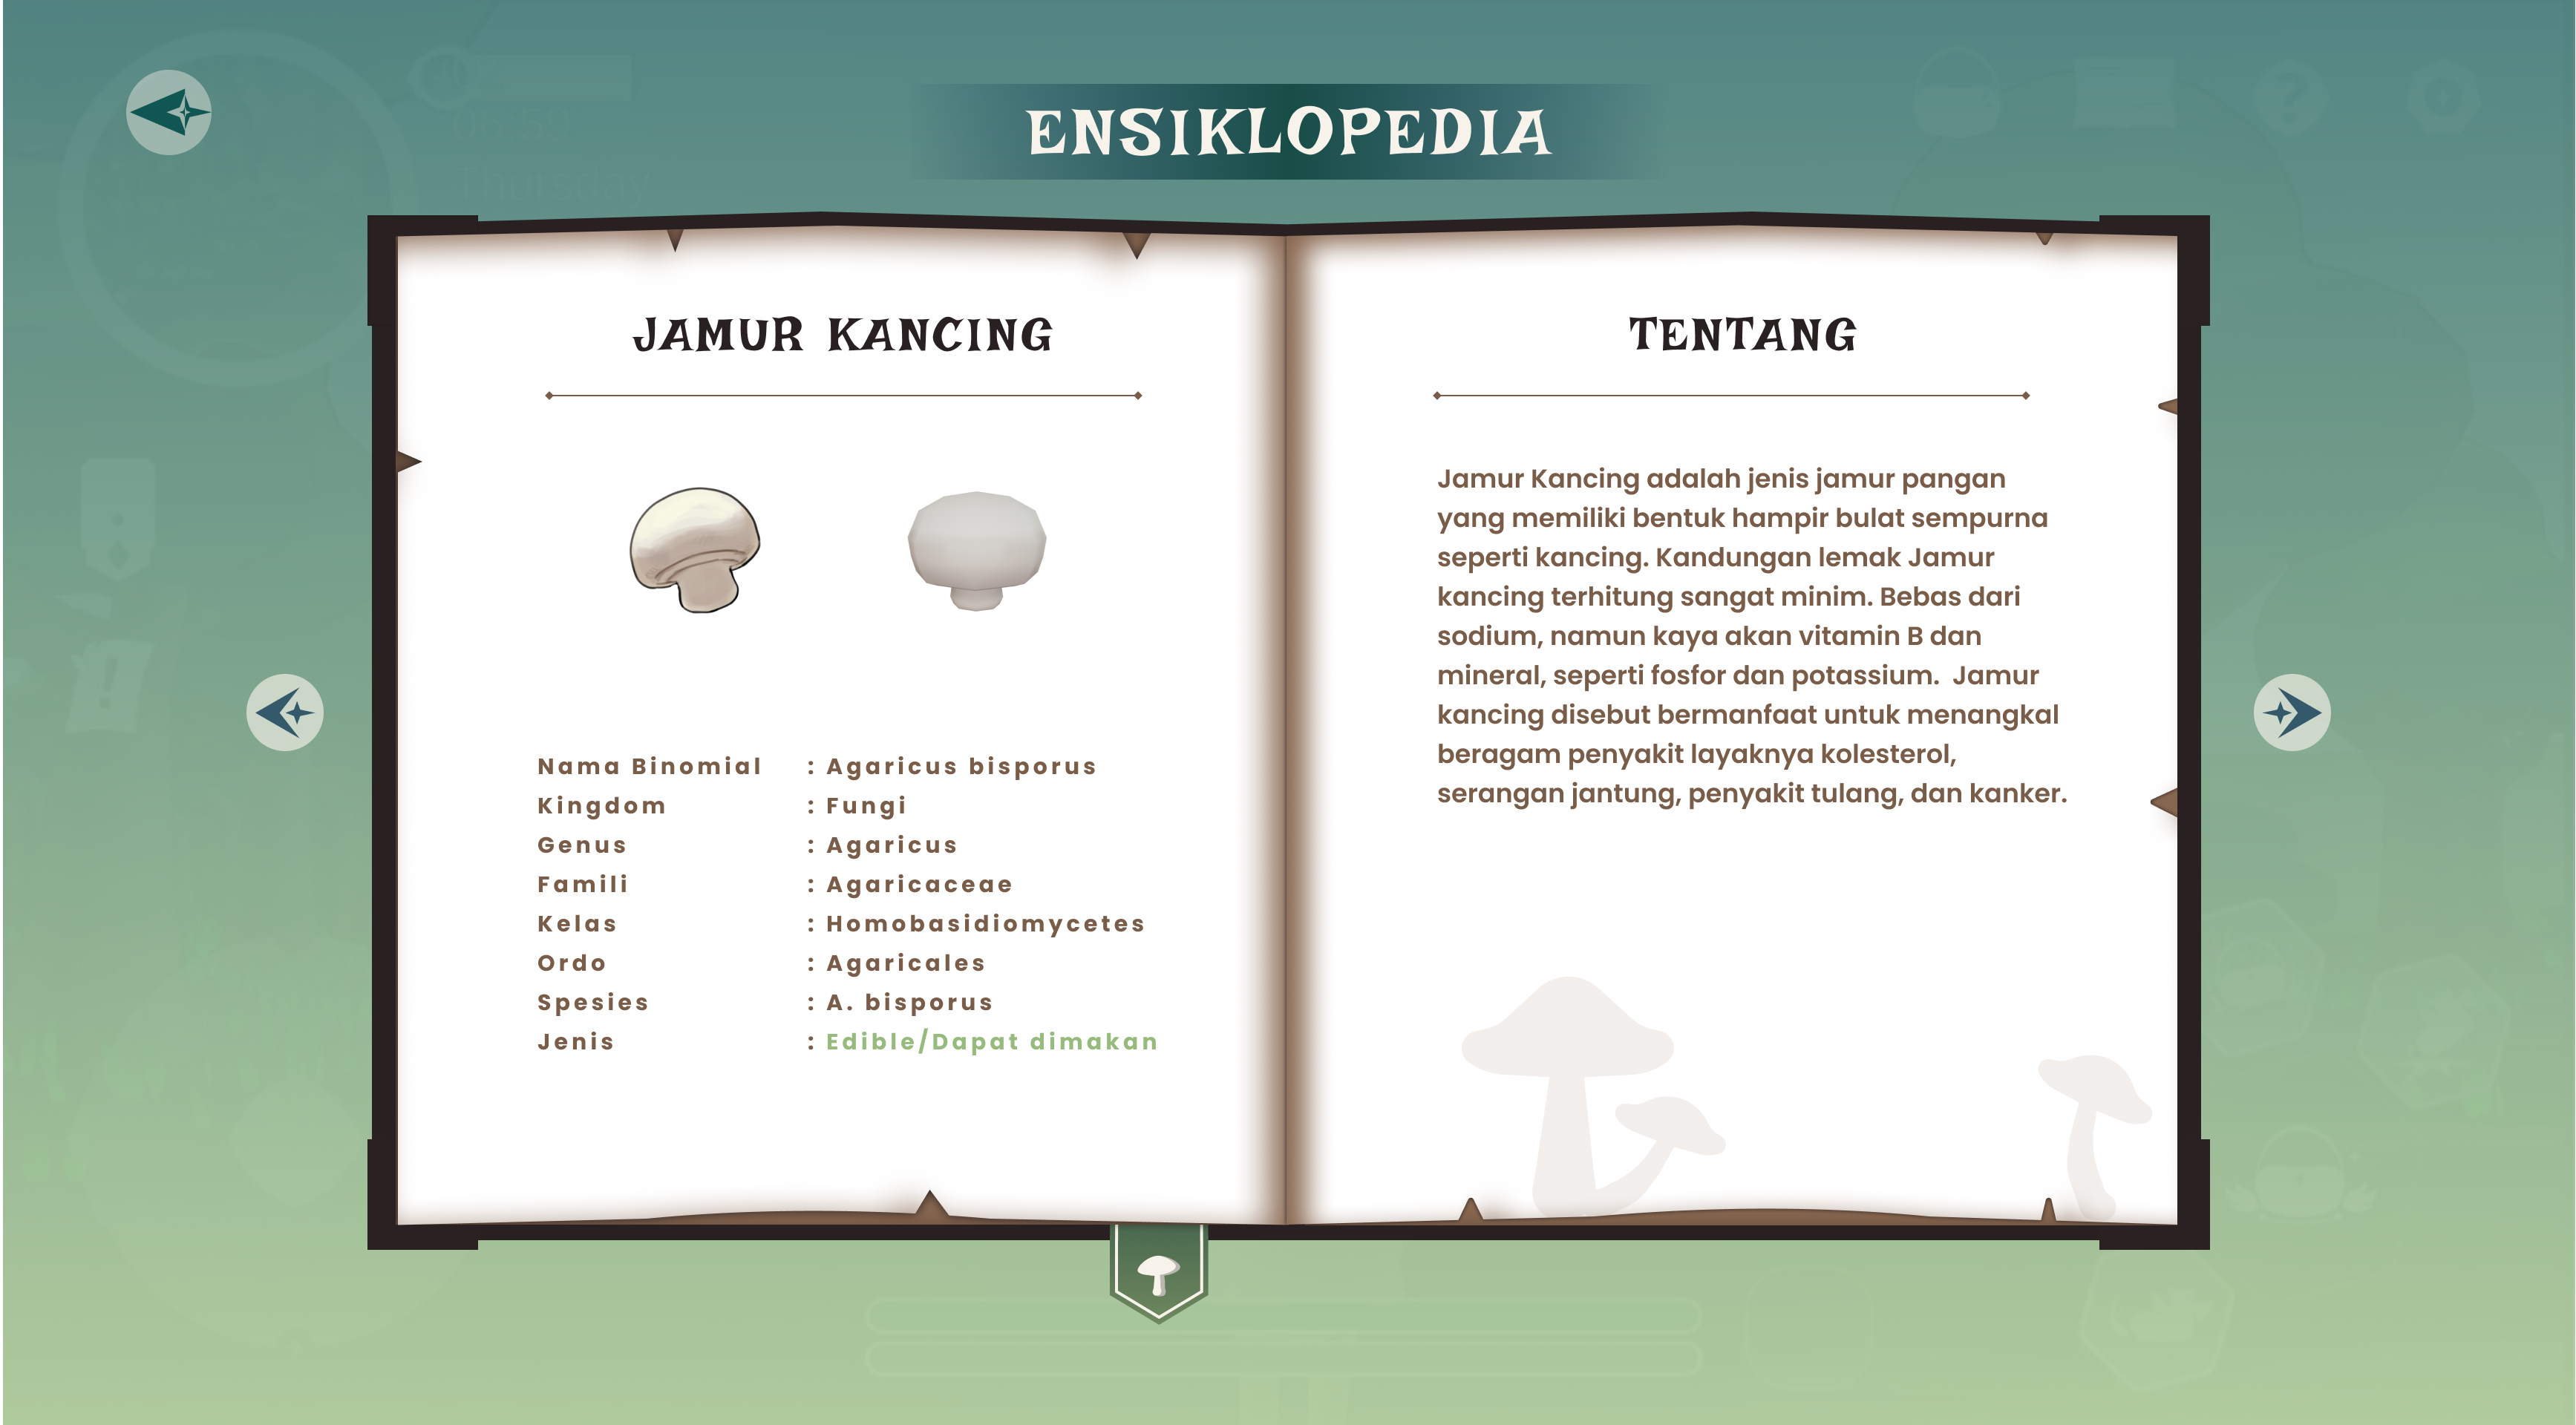 06:59
Thursday
ENSIKLOPEDIA
JAMUR KANCING
Nama Binomial : Agaricus bisporus
Kingdom : Fungi
Genus : Agaricus
Famili : Agaricaceae
Kelas : Homobasidiomycetes
Ordo : Agaricales
Spesies : A. bisporus
Jenis : Edible/Dapat dimakan
TENTANG
Jamur Kancing adalah jenis jamur pangan
yang memiliki bentuk hampir bulat sempurna
seperti kancing. Kandungan lemak Jamur
kancing terhitung sangat minim. Bebas dari
sodium, namun kaya akan vitamin B dan
mineral, seperti fosfor dan potassium.  Jamur
kancing disebut bermanfaat untuk menangkal
beragam penyakit layaknya kolesterol,
serangan jantung, penyakit tulang, dan kanker.